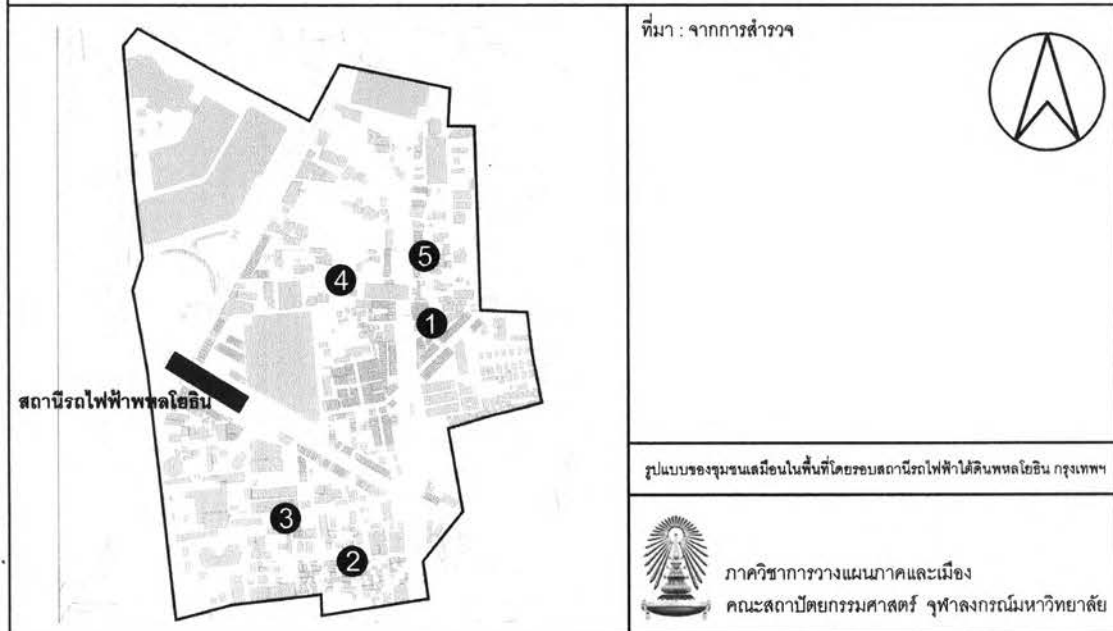 ที่มา : จากการสำรวจ
5
4
1
สถานีรถไฟฟ้าพหลโยธิน
3
2
รูปแบบของชุมชนเสมือนในพื้นที่โดยรอบสถานีรถไฟฟ้าใต้ดินพหลโยธิน กรุงเทพฯ
ภาควิชาการวางแผนภาคและเมือง
คณะสถาปัตยกรรมศาสตร์ จุฬาลงกรณ์มหาวิทยาลัย